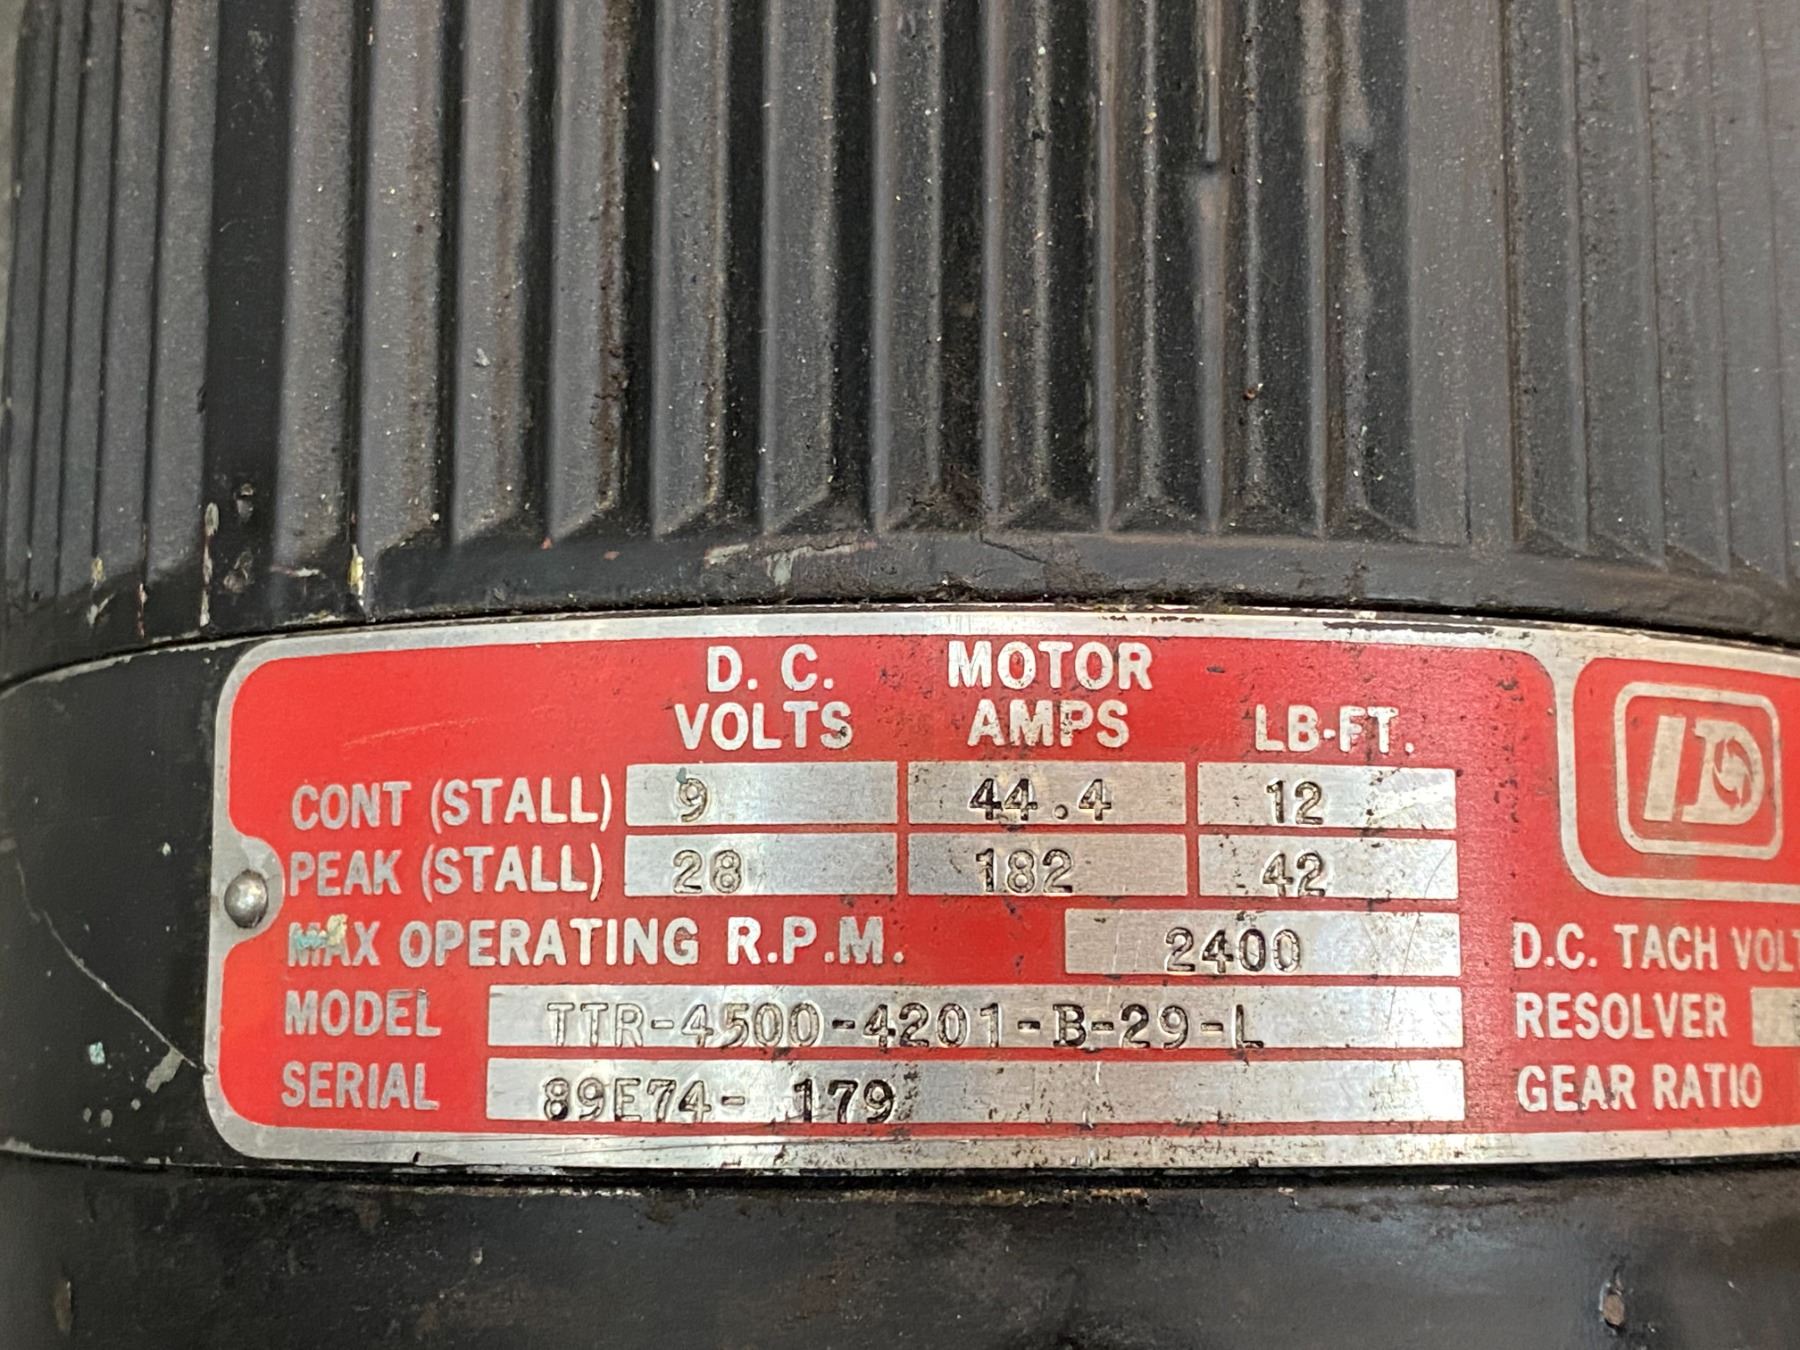 D. C. MOTOR
VOLTS AMPS LB-FT.
CONT (STALL) 9 44.4 12
PEAK (STALL) 28 182 42
MAX OPERATING R.P.M. 2400
MODEL TTR-4500-4201-B-29-L
SERIAL 89E74- 179
ID
D.C. TACH
RESOLVER
GEAR RATIO